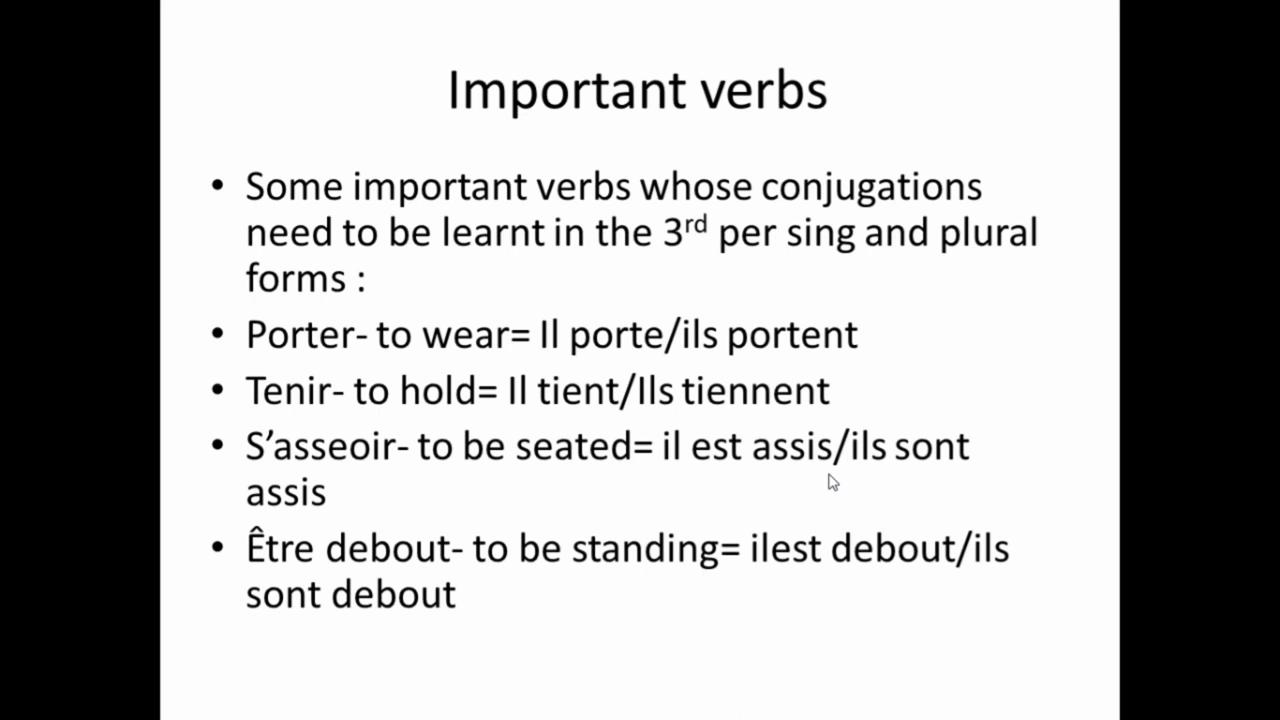 Important verbs
• Some important verbs whose conjugations
need to be learnt in the 3rd per sing and plural
forms :
• Porter- to wear= Il porte/ils portent
• Tenir- to hold= Il tient/Ils tiennent
• S’asseoir- to be seated= il est assis/ils sont
assis
• Être debout- to be standing= ilest debout/ils
sont debout